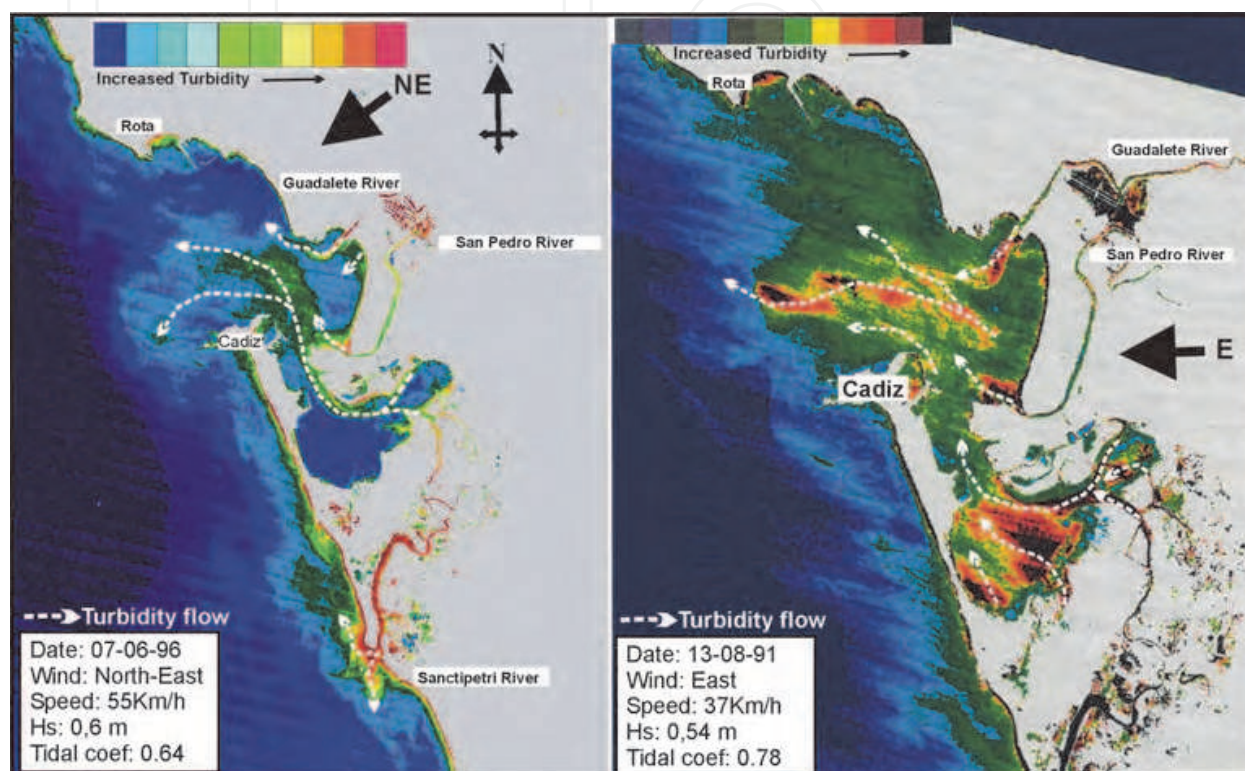 Increased Turbidity
NE
N
Rota
Guadalete River
San Pedro River
Cadiz
Turbidity flow
Date: 07-06-96
Wind: North-East
Speed: 55Km/h
Hs: 0,6 m
Tidal coef: 0.64
Sanctipetri River
Increased Turbidity
Rota
Guadalete River
San Pedro River
E
Cadiz
Turbidity flow
Date: 13-08-91
Wind: East
Speed: 37Km/h
Hs: 0,54 m
Tidal coef: 0.78